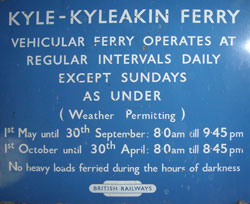 KYLE-KYLEAKIN FERRY
VEHICULAR FERRY OPERATES AT
REGULAR INTERVALS DAILY
EXCEPT SUNDAYS
AS UNDER
(Weather Permitting)
1st May until 30th September: 8·0 am till 9·45 pm
1st October until 30th April: 8·0 am till 8·45 pm
No heavy loads ferried during the hours of darkness
BRITISH RAILWAYS